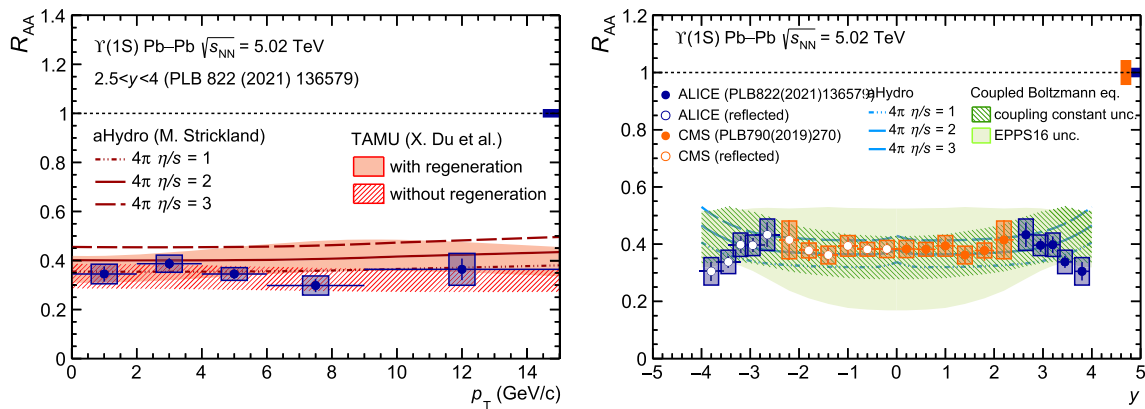 R_AA
1.4
1.2
1
0.8
0.6
0.4
0.2
0
ϒ(1S) Pb–Pb √s_NN = 5.02 TeV
2.5<y<4 (PLB 822 (2021) 136579)
aHydro (M. Strickland)
4π η/s = 1
4π η/s = 2
4π η/s = 3
TAMU (X. Du et al.)
with regeneration
without regeneration
0 2 4 6 8 10 12 14
p_T (GeV/c)
R_AA
1.2
1
0.8
0.6
0.4
0.2
0
ϒ(1S) Pb–Pb √s_NN = 5.02 TeV
ALICE (PLB822(2021)136579)
ALICE (reflected)
CMS (PLB790(2019)270)
CMS (reflected)
aHydro
4π η/s = 1
4π η/s = 2
4π η/s = 3
Coupled Boltzmann eq.
coupling constant unc.
EPPS16 unc.
−5 −4 −3 −2 −1 0 1 2 3 4 5
y